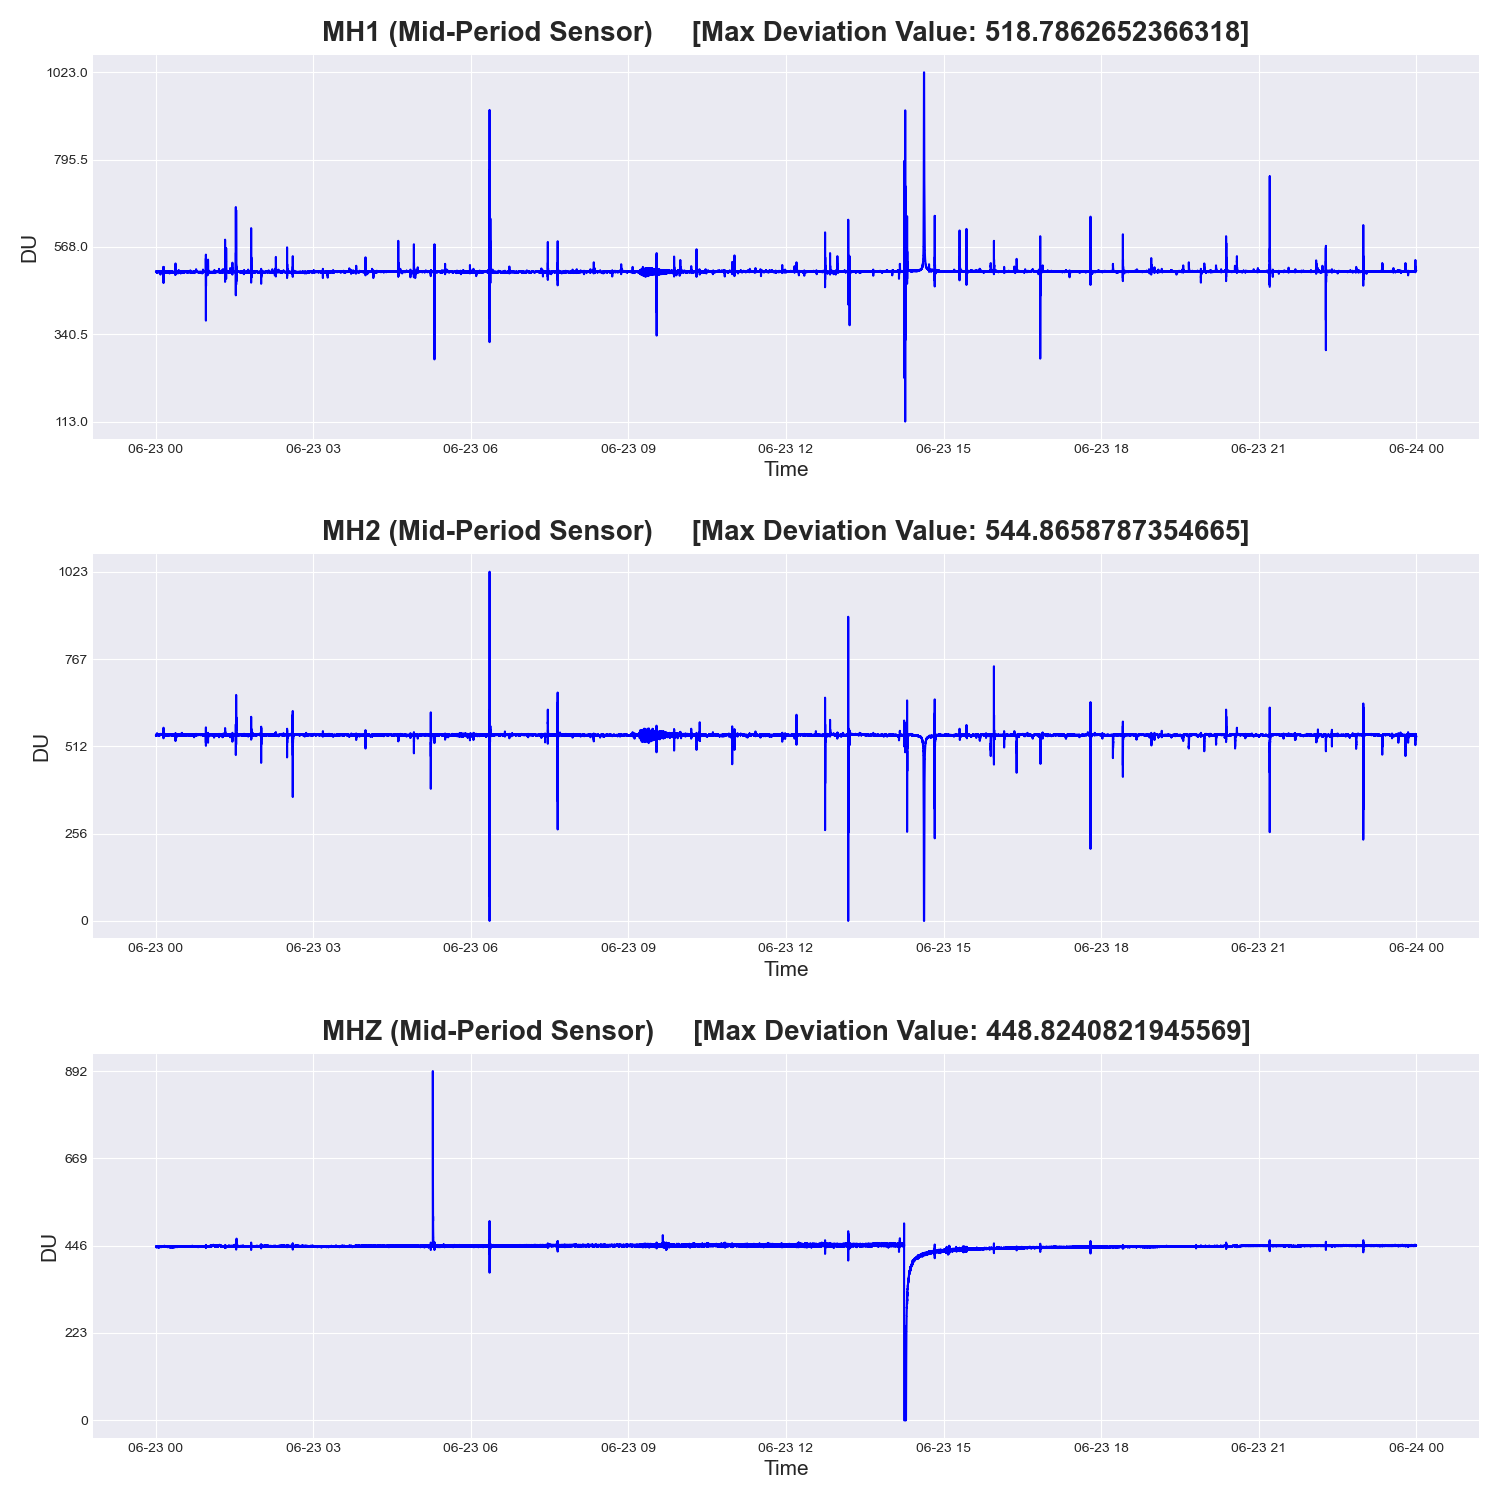 MH1 (Mid-Period Sensor) [Max Deviation Value: 518.7862652366318]
1023.0
795.5
568.0
340.5
113.0
DU
06-23 00 06-23 03 06-23 06 06-23 09 06-23 12 06-23 15 06-23 18 06-23 21 06-24 00
Time
MH2 (Mid-Period Sensor) [Max Deviation Value: 544.8658787354665]
1023
767
512
256
0
DU
06-23 00 06-23 03 06-23 06 06-23 09 06-23 12 06-23 15 06-23 18 06-23 21 06-24 00
Time
MHZ (Mid-Period Sensor) [Max Deviation Value: 448.8240821945569]
892
669
446
223
0
DU
06-23 00 06-23 03 06-23 06 06-23 09 06-23 12 06-23 15 06-23 18 06-23 21 06-24 00
Time